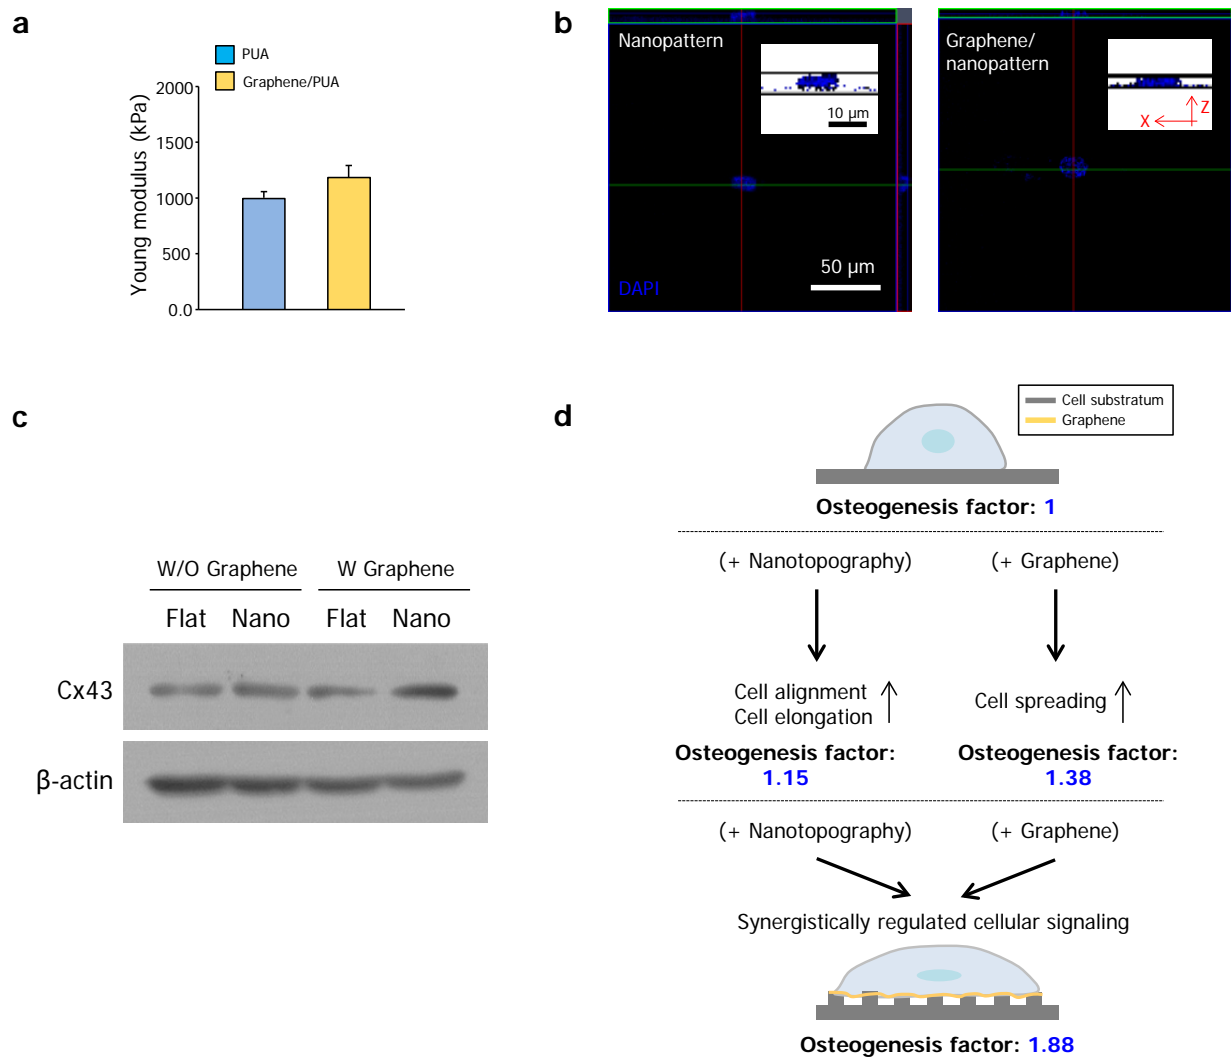 a
PUA
Graphene/PUA
Young modulus (kPa)
2000
1500
1000
500
0.0
b
Nanopattern
10 µm
50 µm
DAPI
Graphene/
nanopattern
Z
X
c
W/O Graphene W Graphene
Flat Nano Flat Nano
Cx43
β-actin
d
Cell substratum
Graphene
Osteogenesis factor: 1
(+ Nanotopography) (+ Graphene)
Cell alignment
Cell elongation
Cell spreading
Osteogenesis factor:
1.15
Osteogenesis factor:
1.38
(+ Nanotopography) (+ Graphene)
Synergistically regulated cellular signaling
Osteogenesis factor: 1.88